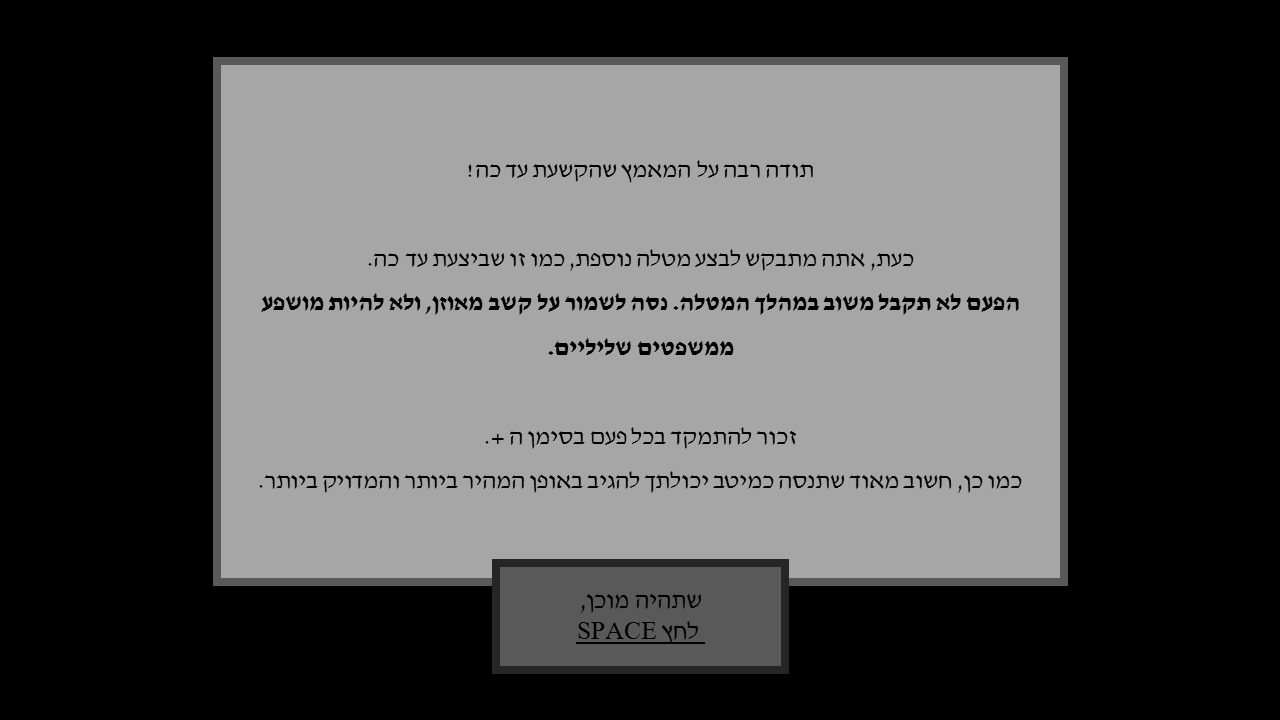 תודה רבה על המאמץ שהקשעת עד כה!
כעת, אתה מתבקש לבצע מטלה נוספת, כמו זו שביצעת עד כה.
הפעם לא תקבל משוב במהלך המטלה. נסה לשמור על קשב מאוזן, ולא להיות מושפע
ממשפטים שליליים.
זכור להתמקד בכל פעם בסימן ה +.
כמו כן, חשוב מאוד שתנסה כמיטב יכולתך להגיב באופן המהיר ביותר והמדויק ביותר.
שתהיה מוכן,
לחץ SPACE